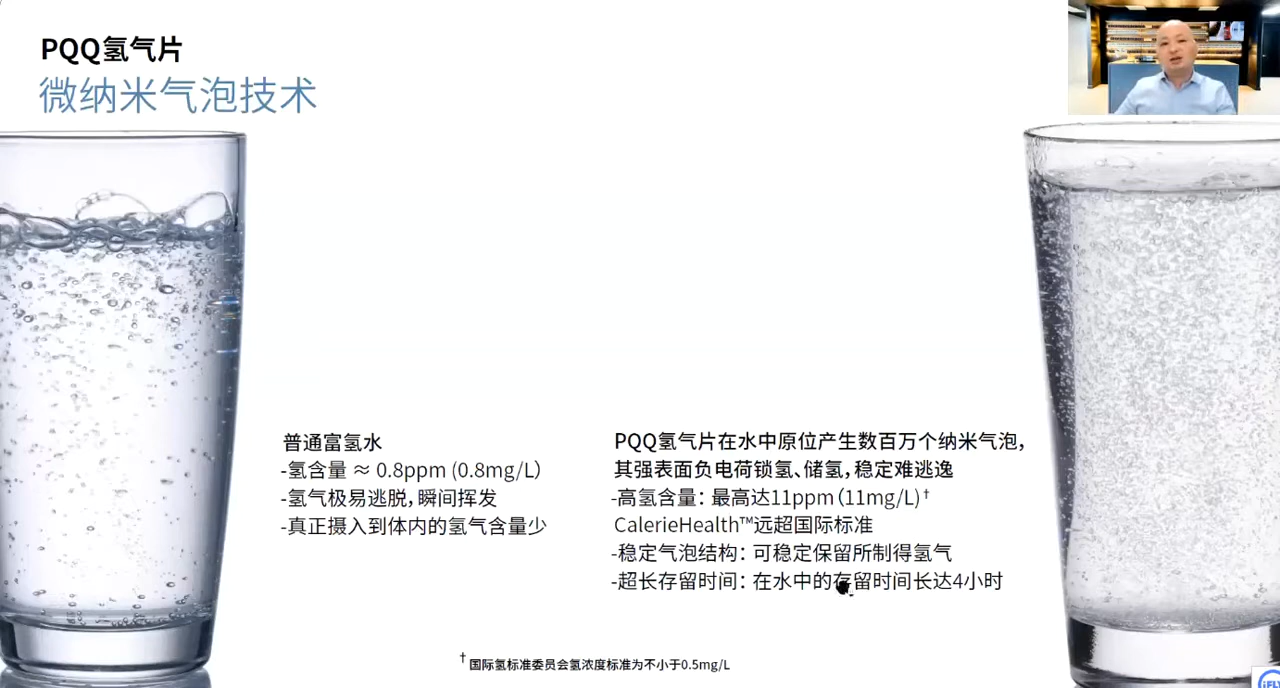 PQQ氢气片
微纳米气泡技术
普通富氢水
-氢含量 ≈ 0.8ppm (0.8mg/L)
-氢气极易逃脱，瞬间挥发
-真正摄入到体内的氢气含量少
PQQ氢气片在水中原位产生数百万个纳米气泡，
其强表面负电荷锁氢、储氢，稳定难逃逸
-高氢含量：最高达11ppm（11mg/L）†
CalerieHealth™远超国际标准
-稳定气泡结构：可稳定保留所制得氢气
-超长存留时间：在水中的存留时间长达4小时
† 国际氢标准委员会氢浓度标准为不小于0.5mg/L